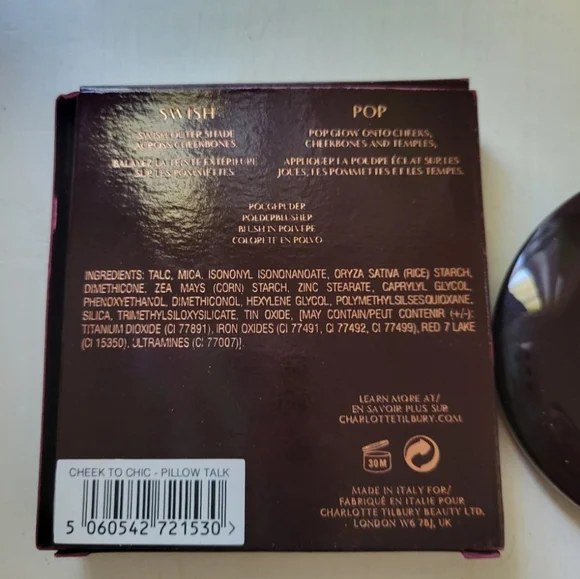 SWISH
SWISH OUTER SHADE
ACROSS CHEEKBONES.
BALAYEZ LA TEINTE EXTÉRIEURE
SUR LES POMMETTES.
POP
POP GLOW ONTO CHEEKS,
CHEEKBONES AND TEMPLES,
APPLIQUER LA POUDRE ÉCLAT SUR LES
JOUES, LES POMMETTES ET LES TEMPES.
ROUGEPUDER
POEDERBLUSHER
BLUSH IN POLVERE
COLORETE EN POLVO
INGREDIENTS: TALC, MICA, ISONONYL ISONONANOATE, ORYZA SATIVA (RICE) STARCH,
DIMETHICONE, ZEA MAYS (CORN) STARCH, ZINC STEARATE, CAPRYLYL GLYCOL,
PHENOXYETHANOL, DIMETHICONOL, HEXYLENE GLYCOL, POLYMETHYLSILSESQUIOXANE,
SILICA, TRIMETHYLSILOXYSILICATE, TIN OXIDE, [MAY CONTAIN/PEUT CONTENIR (+/-):
TITANIUM DIOXIDE (CI 77891), IRON OXIDES (CI 77491, CI 77492, CI 77499), RED 7 LAKE
(CI 15350), ULTRAMINES (CI 77007)].
LEARN MORE AT/
EN SAVOIR PLUS SUR
CHARLOTTETILBURY.COM
30M
CHEEK TO CHIC - PILLOW TALK
5 060542 721530 >
MADE IN ITALY FOR/
FABRIQUÉ EN ITALIE POUR
CHARLOTTE TILBURY BEAUTY LTD.
LONDON W6 7BJ, UK